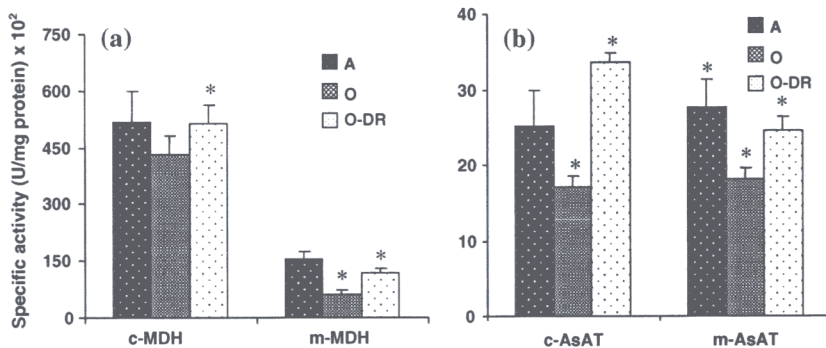 Specific activity (U/mg protein) x 10²
750
600
450
300
150
0
(a)
A
O
O-DR
*
*
*
c-MDH
m-MDH
40
30
20
10
0
(b)
A
O
O-DR
*
*
*
*
*
c-AsAT
m-AsAT